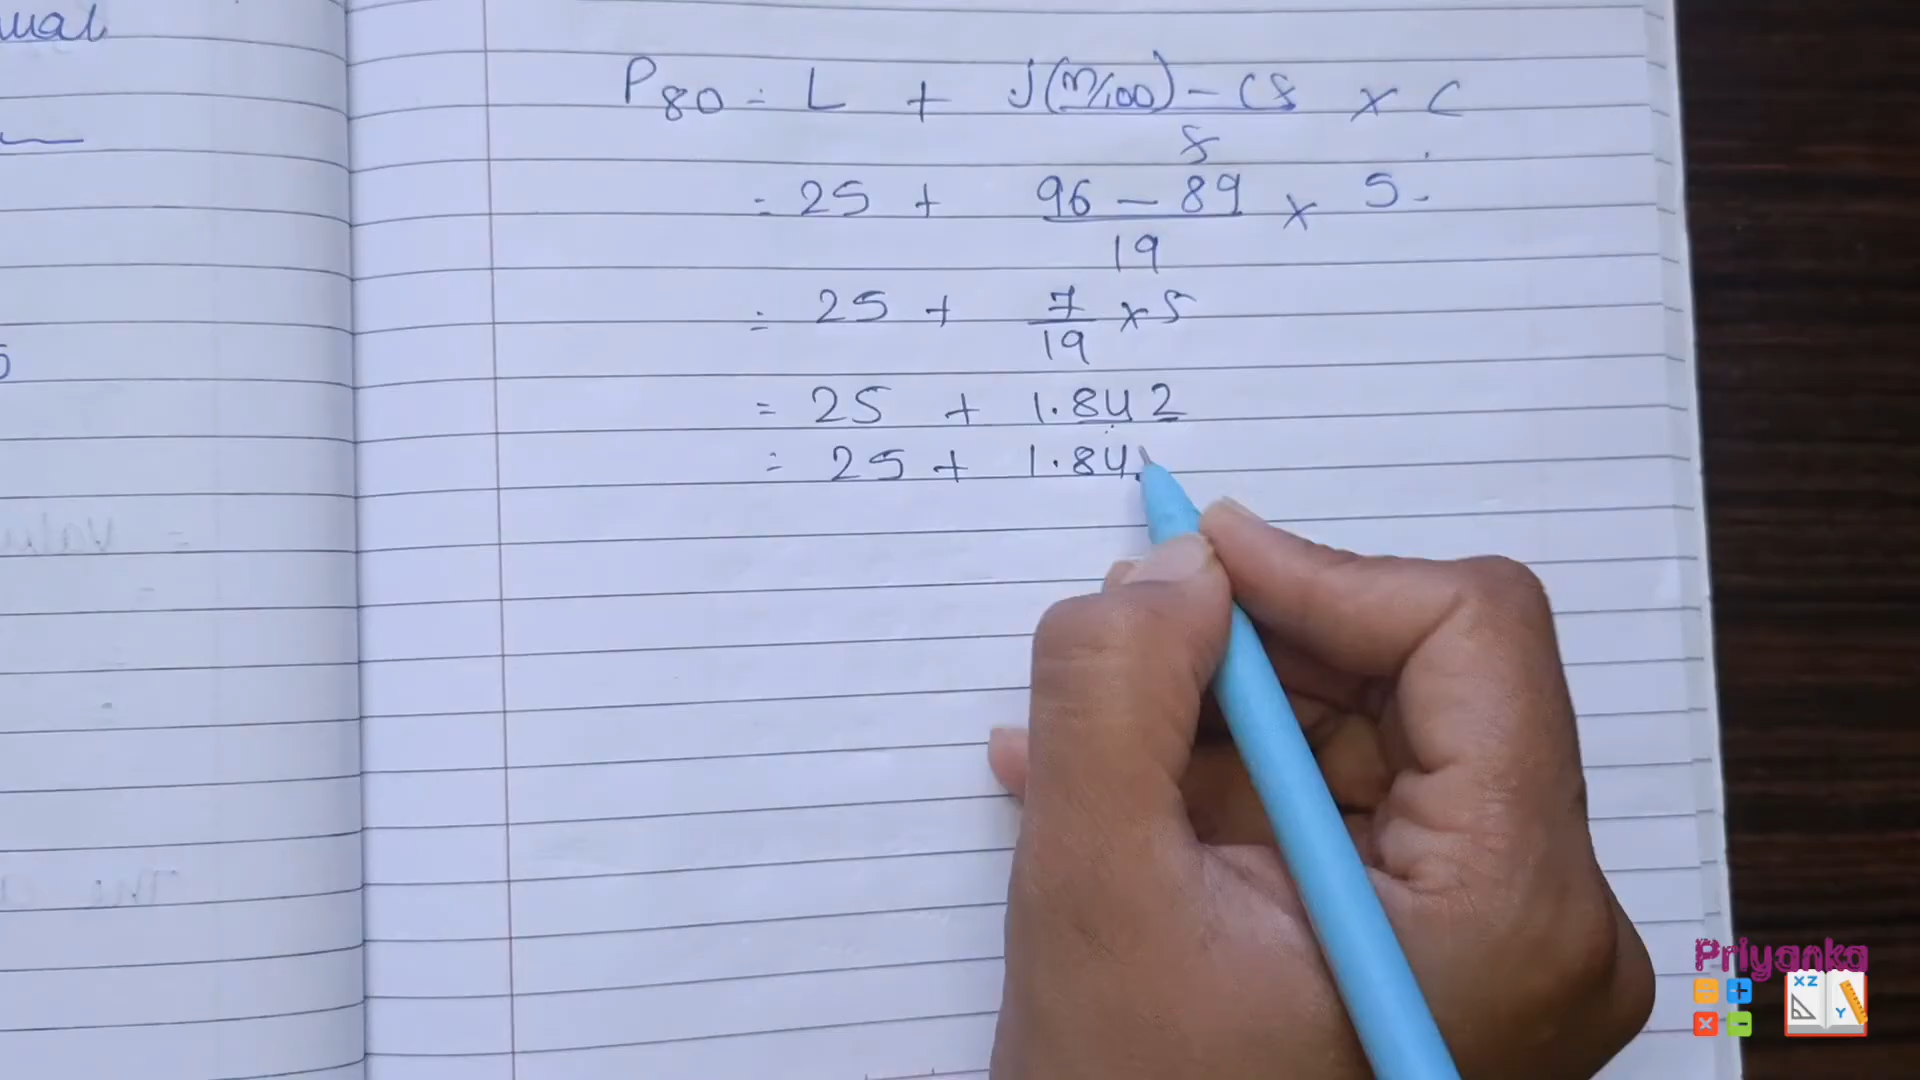 P80 = L + J(n/100) - cf × c
f
= 25 + 96 - 89 × 5.
19
= 25 + 7 × 5
19
= 25 + 1.842
= 25 + 1.84
Priyanka
XZ
Y